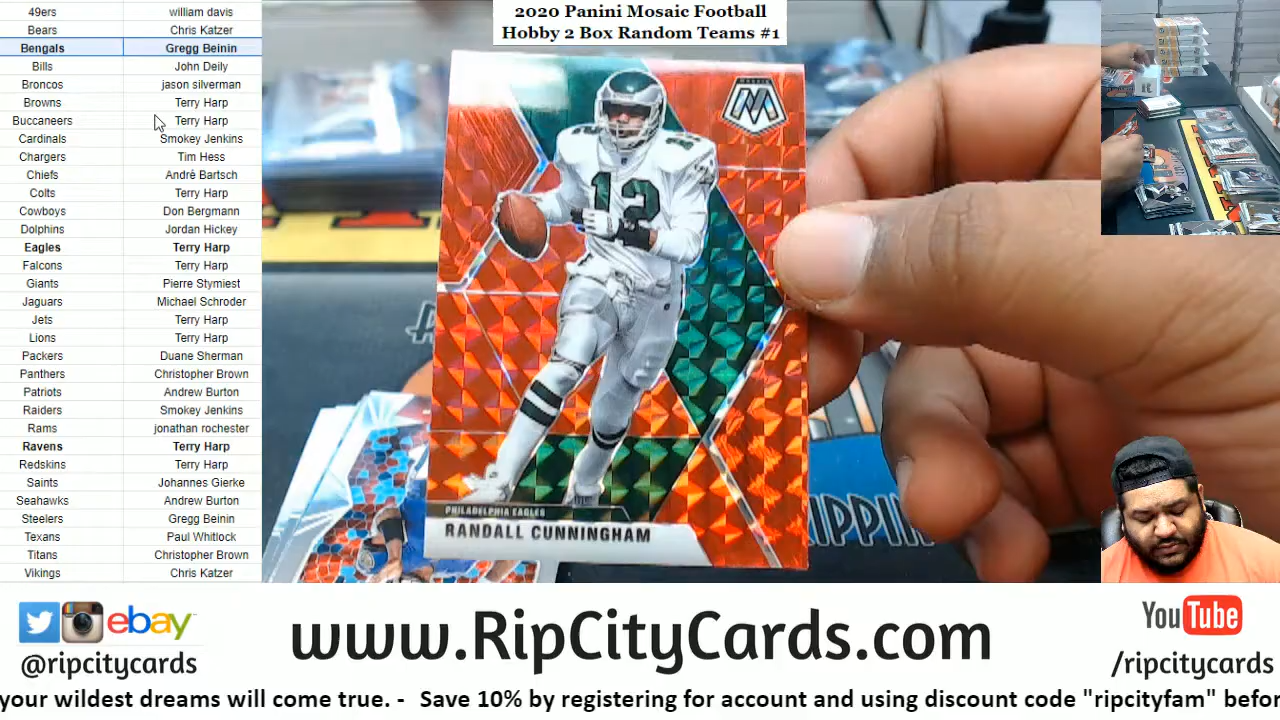 49ers william davis
Bears Chris Katzer
Bengals Gregg Beinin
Bills John Deily
Broncos jason silverman
Browns Terry Harp
Buccaneers Terry Harp
Cardinals Smokey Jenkins
Chargers Tim Hess
Chiefs André Bartsch
Colts Terry Harp
Cowboys Don Bergmann
Dolphins Jordan Hickey
Eagles Terry Harp
Falcons Terry Harp
Giants Pierre Stymiest
Jaguars Michael Schroder
Jets Terry Harp
Lions Terry Harp
Packers Duane Sherman
Panthers Christopher Brown
Patriots Andrew Burton
Raiders Smokey Jenkins
Rams jonathan rochester
Ravens Terry Harp
Redskins Terry Harp
Saints Johannes Gierke
Seahawks Andrew Burton
Steelers Gregg Beinin
Texans Paul Whitlock
Titans Christopher Brown
Vikings Chris Katzer
2020 Panini Mosaic Football
Hobby 2 Box Random Teams #1
MOSAIC
12
12
PHILADELPHIA EAGLES
RANDALL CUNNINGHAM
ebay
@ripcitycards
www.RipCityCards.com
YouTube
/ripcitycards
your wildest dreams will come true. - Save 10% by registering for account and using discount code "ripcityfam"